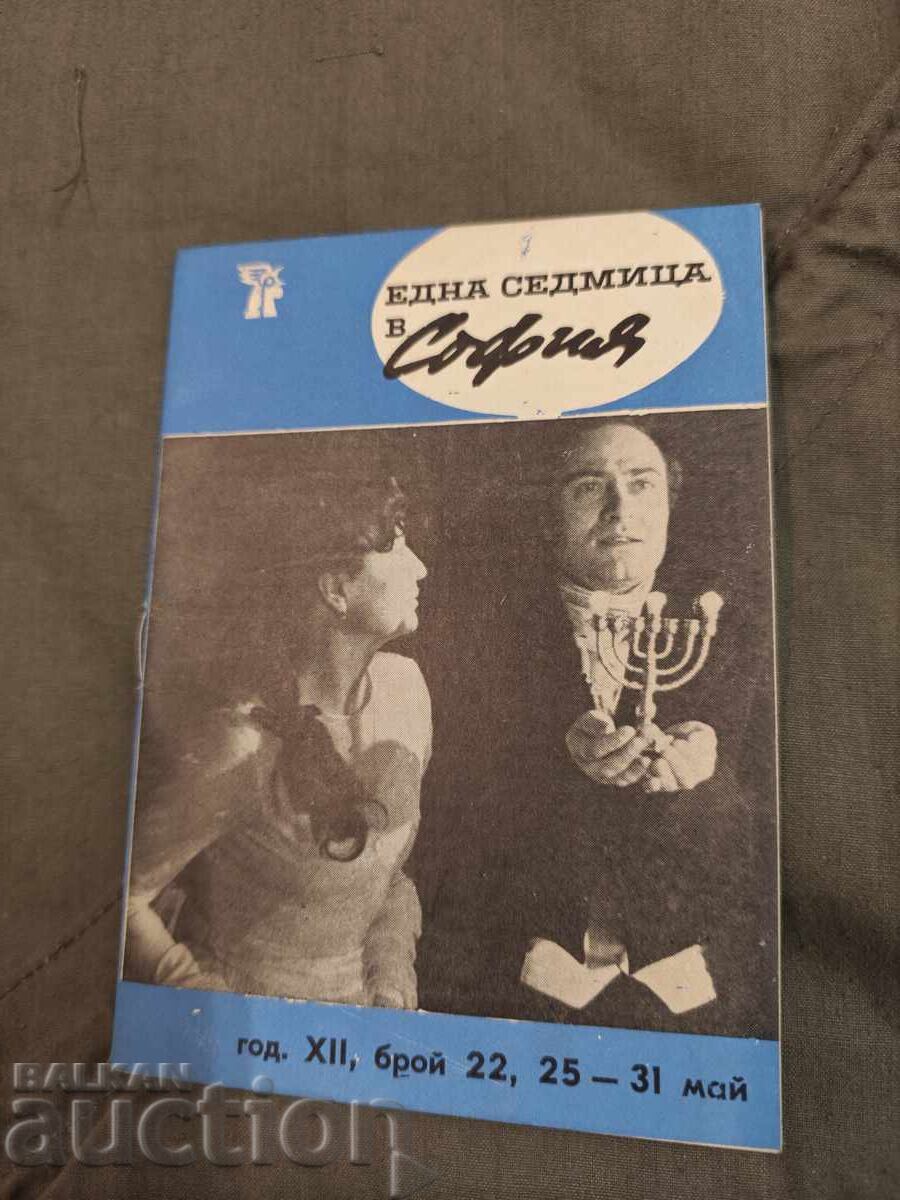 ЕДНА СЕДМИЦА
В
София
год. XII, брой 22, 25 — 31 май
BALKAN
auction